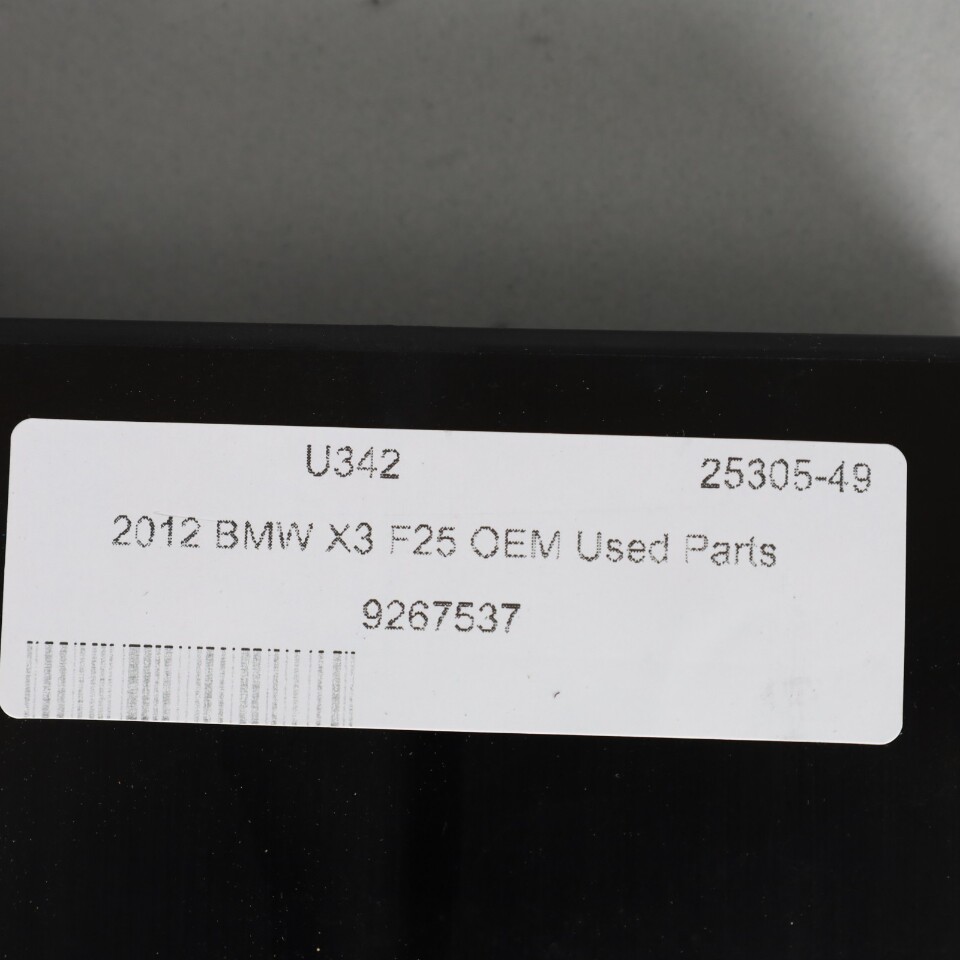 U342 25305-49
2012 BMW X3 F25 OEM Used Parts
9267537